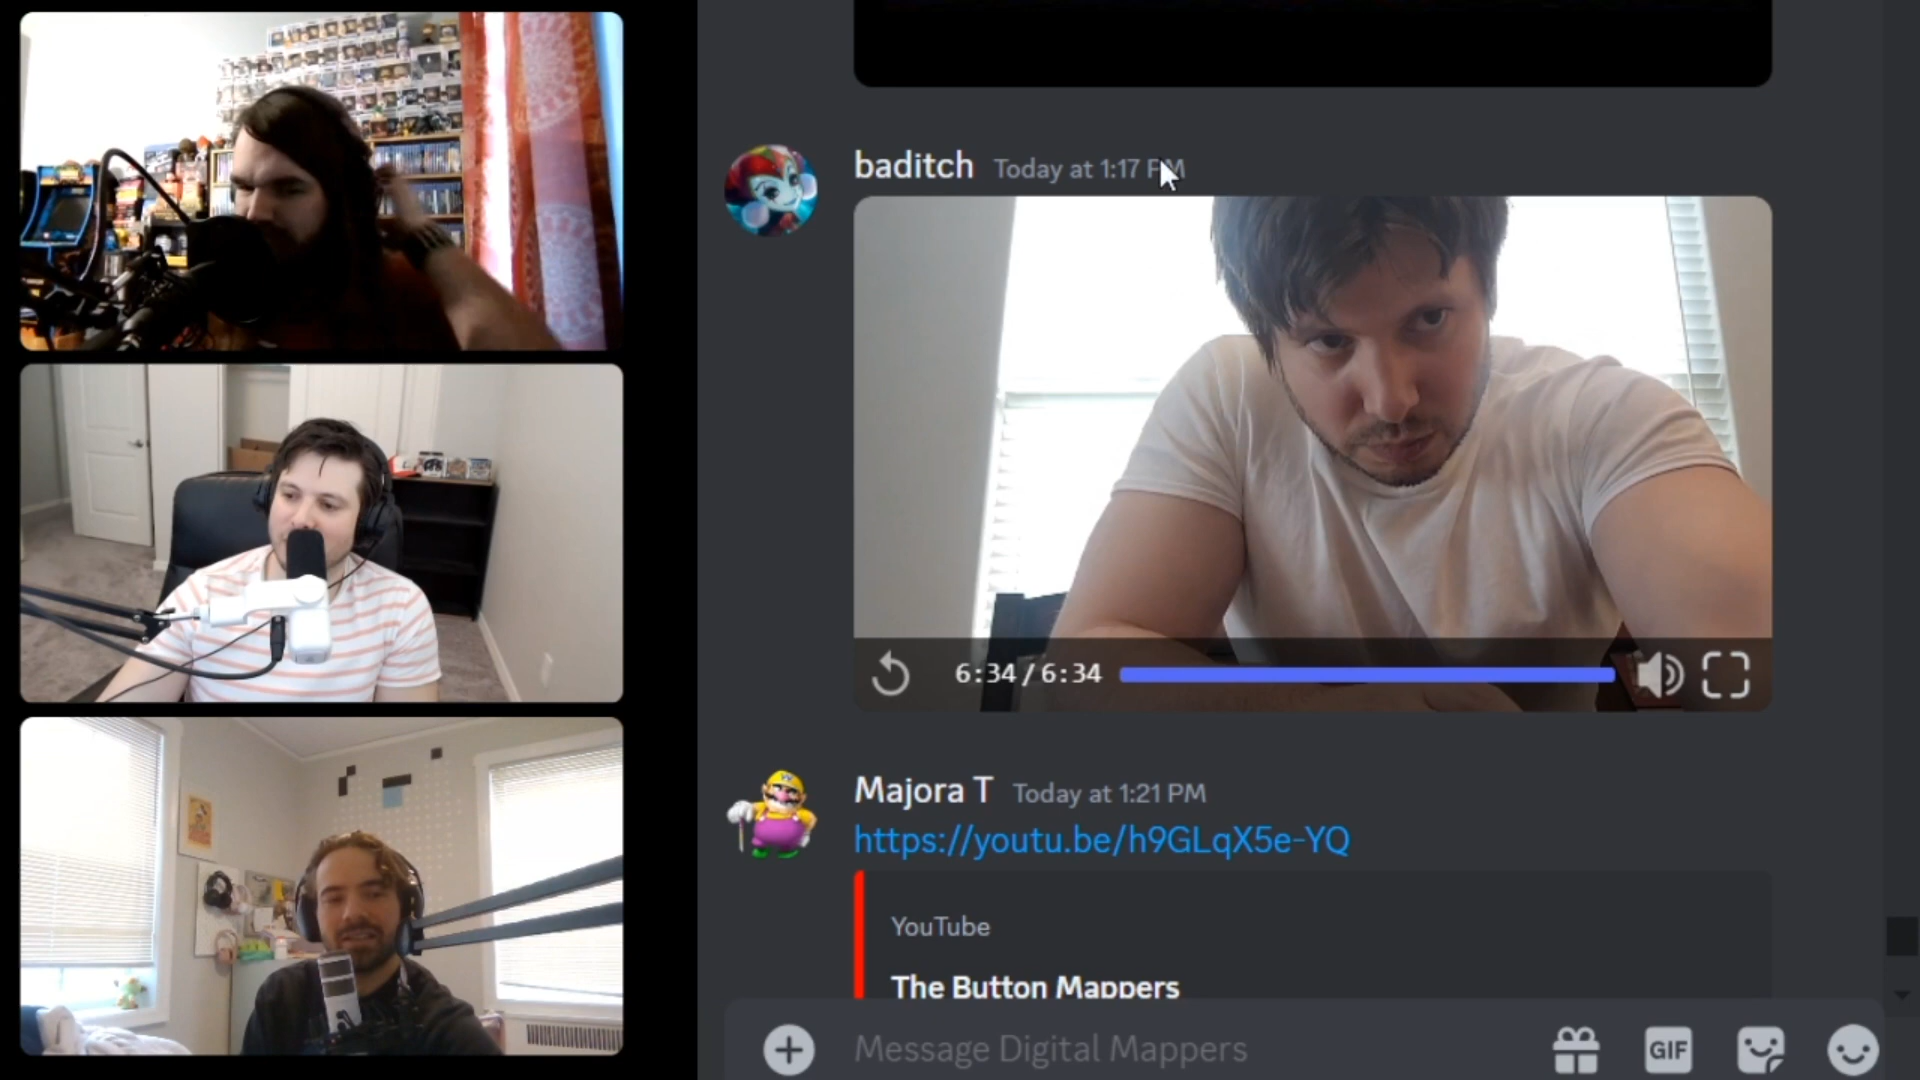 baditch Today at 1:17 PM
6:34/6:34
Majora T Today at 1:21 PM
https://youtu.be/h9GLqX5e-YQ
YouTube
The Button Mappers
Message Digital Mappers
GIF